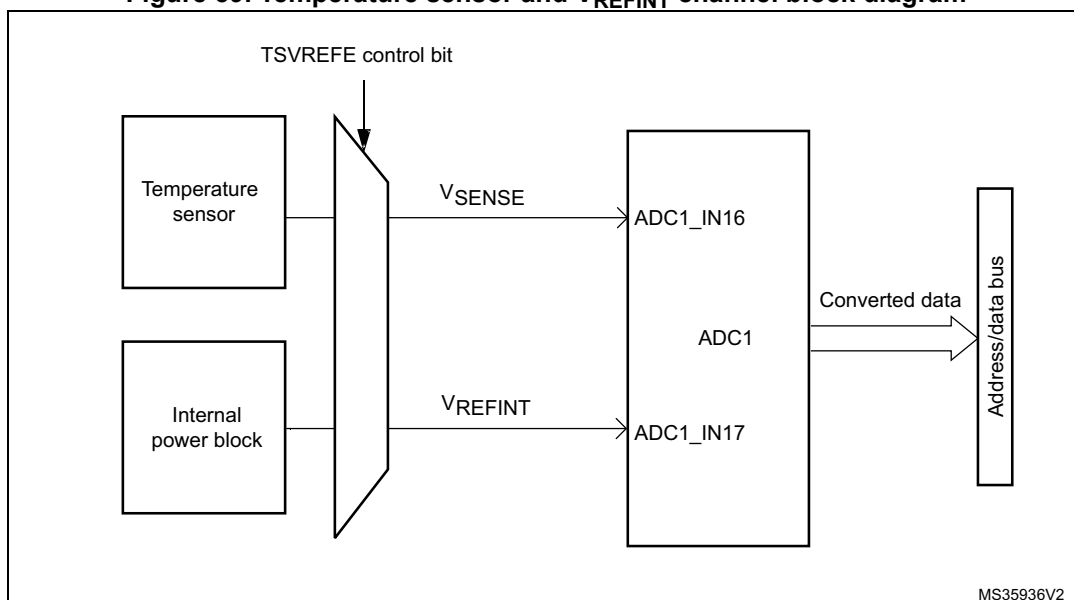 TSVREFE control bit
Temperature
sensor
VSENSE
ADC1_IN16
Converted data
Address/data bus
ADC1
Internal
power block
VREFINT
ADC1_IN17
MS35936V2